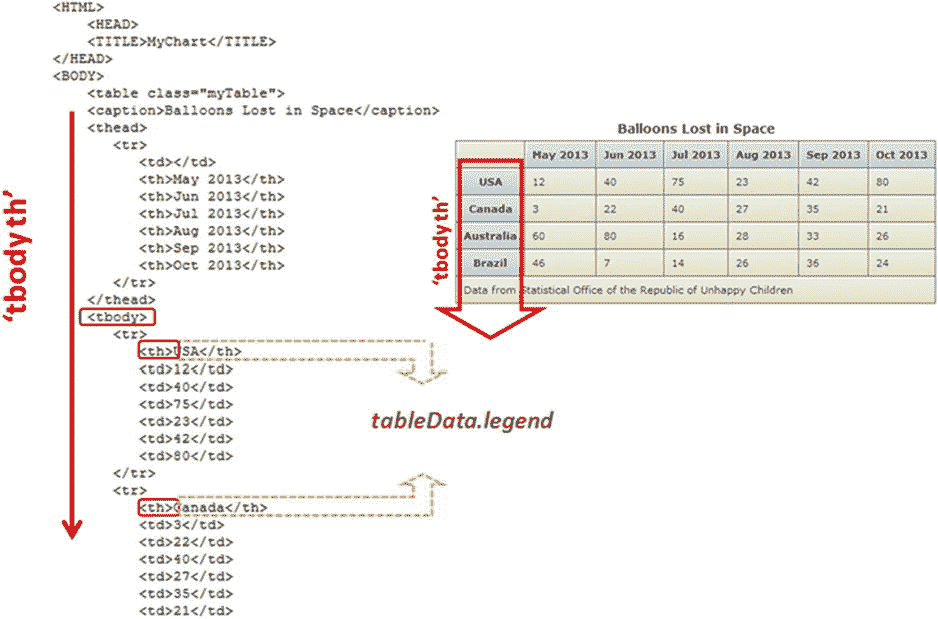 <HTML>
<HEAD>
<TITLE>MyChart</TITLE>
</HEAD>
<BODY>
<table class="myTable">
<caption>Balloons Lost in Space</caption>
<thead>
<tr>
<td></td>
<th>May 2013</th>
<th>Jun 2013</th>
<th>Jul 2013</th>
<th>Aug 2013</th>
<th>Sep 2013</th>
<th>Oct 2013</th>
</tr>
</thead>
<tbody>
<tr>
<th>USA</th>
<td>12</td>
<td>40</td>
<td>75</td>
<td>23</td>
<td>42</td>
<td>80</td>
</tr>
<tr>
<th>Canada</th>
<td>3</td>
<td>22</td>
<td>40</td>
<td>27</td>
<td>35</td>
<td>21</td>
‘tbody th’
Balloons Lost in Space
May 2013 Jun 2013 Jul 2013 Aug 2013 Sep 2013 Oct 2013
USA 12 40 75 23 42 80
Canada 3 22 40 27 35 21
Australia 60 80 16 28 33 26
Brazil 46 7 14 26 36 24
Data from Statistical Office of the Republic of Unhappy Children
‘tbody th’
tableData.legend